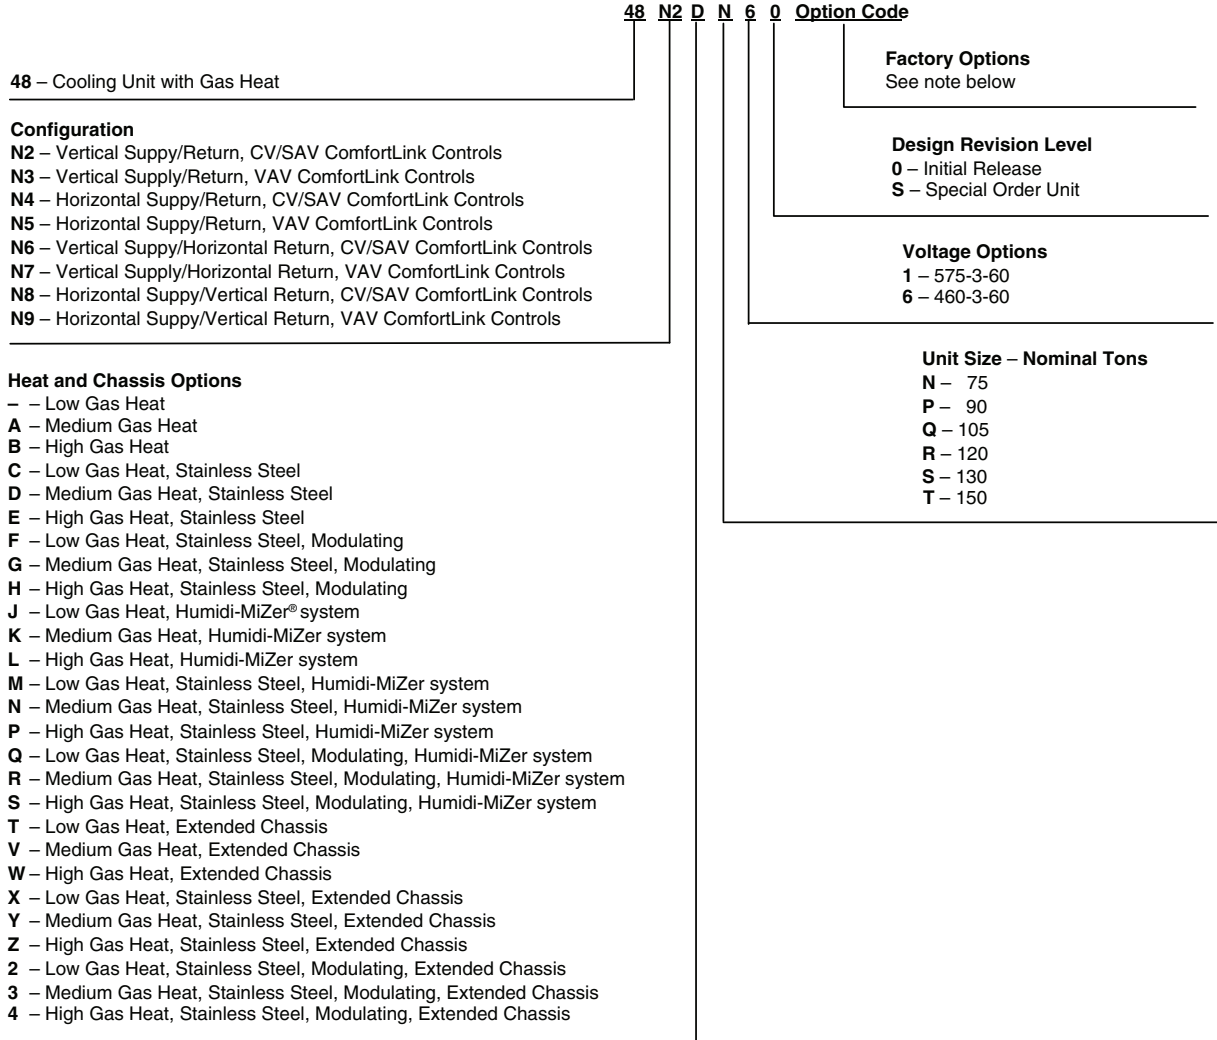 48 N2 D N 6 0 Option Code
48 – Cooling Unit with Gas Heat
Configuration
N2 – Vertical Suppy/Return, CV/SAV ComfortLink Controls
N3 – Vertical Supply/Return, VAV ComfortLink Controls
N4 – Horizontal Suppy/Return, CV/SAV ComfortLink Controls
N5 – Horizontal Suppy/Return, VAV ComfortLink Controls
N6 – Vertical Suppy/Horizontal Return, CV/SAV ComfortLink Controls
N7 – Vertical Supply/Horizontal Return, VAV ComfortLink Controls
N8 – Horizontal Suppy/Vertical Return, CV/SAV ComfortLink Controls
N9 – Horizontal Suppy/Vertical Return, VAV ComfortLink Controls
Heat and Chassis Options
– – Low Gas Heat
A – Medium Gas Heat
B – High Gas Heat
C – Low Gas Heat, Stainless Steel
D – Medium Gas Heat, Stainless Steel
E – High Gas Heat, Stainless Steel
F – Low Gas Heat, Stainless Steel, Modulating
G – Medium Gas Heat, Stainless Steel, Modulating
H – High Gas Heat, Stainless Steel, Modulating
J – Low Gas Heat, Humidi-MiZer® system
K – Medium Gas Heat, Humidi-MiZer system
L – High Gas Heat, Humidi-MiZer system
M – Low Gas Heat, Stainless Steel, Humidi-MiZer system
N – Medium Gas Heat, Stainless Steel, Humidi-MiZer system
P – High Gas Heat, Stainless Steel, Humidi-MiZer system
Q – Low Gas Heat, Stainless Steel, Modulating, Humidi-MiZer system
R – Medium Gas Heat, Stainless Steel, Modulating, Humidi-MiZer system
S – High Gas Heat, Stainless Steel, Modulating, Humidi-MiZer system
T – Low Gas Heat, Extended Chassis
V – Medium Gas Heat, Extended Chassis
W – High Gas Heat, Extended Chassis
X – Low Gas Heat, Stainless Steel, Extended Chassis
Y – Medium Gas Heat, Stainless Steel, Extended Chassis
Z – High Gas Heat, Stainless Steel, Extended Chassis
2 – Low Gas Heat, Stainless Steel, Modulating, Extended Chassis
3 – Medium Gas Heat, Stainless Steel, Modulating, Extended Chassis
4 – High Gas Heat, Stainless Steel, Modulating, Extended Chassis
Factory Options
See note below
Design Revision Level
0 – Initial Release
S – Special Order Unit
Voltage Options
1 – 575-3-60
6 – 460-3-60
Unit Size – Nominal Tons
N – 75
P – 90
Q – 105
R – 120
S – 130
T – 150